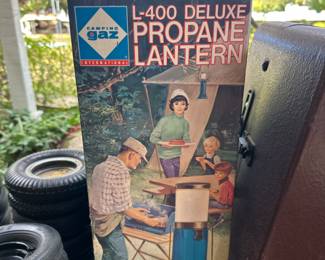 CAMPING
gaz
INTERNATIONAL
L-400 DELUXE
PROPANE
LANTERN